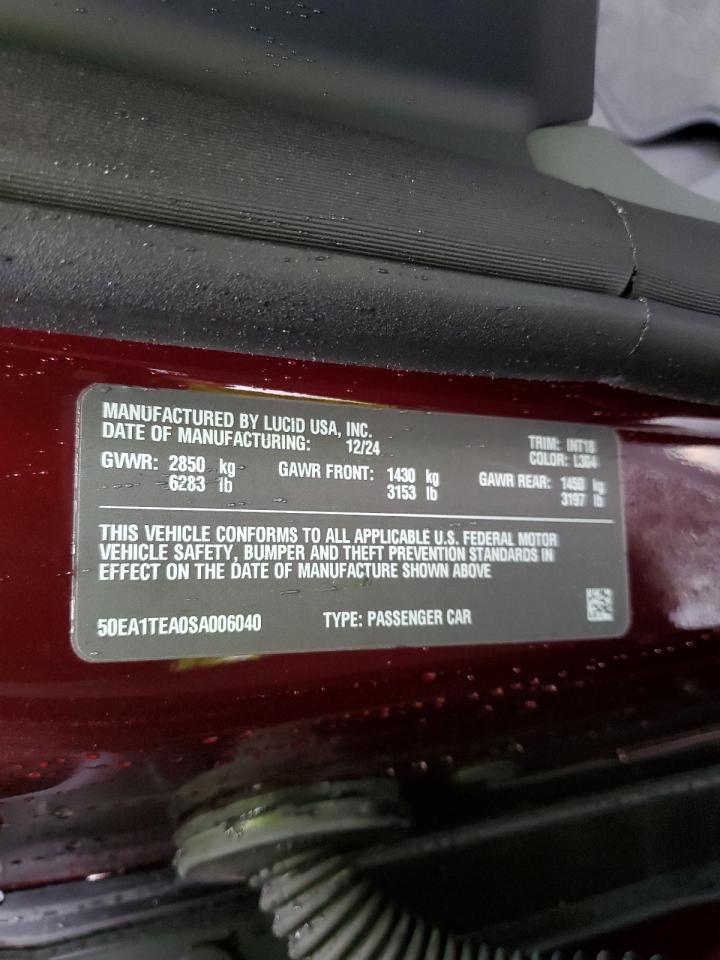 MANUFACTURED BY LUCID USA, INC.
DATE OF MANUFACTURING: 12/24
TRIM: INT18
COLOR: L304
GVWR: 2850 kg GAWR FRONT: 1430 kg GAWR REAR: 1450 kg
6283 lb 3153 lb 3197 lb
THIS VEHICLE CONFORMS TO ALL APPLICABLE U.S. FEDERAL MOTOR
VEHICLE SAFETY, BUMPER AND THEFT PREVENTION STANDARDS IN
EFFECT ON THE DATE OF MANUFACTURE SHOWN ABOVE
50EA1TEA0SA006040 TYPE: PASSENGER CAR